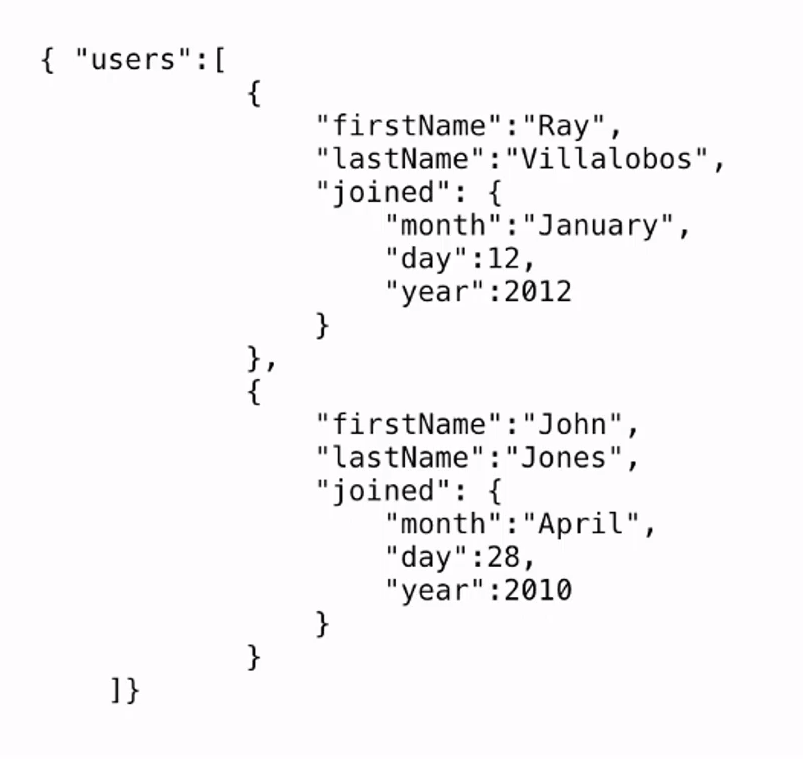 { "users":[
{
"firstName":"Ray",
"lastName":"Villalobos",
"joined": {
"month":"January",
"day":12,
"year":2012
}
},
{
"firstName":"John",
"lastName":"Jones",
"joined": {
"month":"April",
"day":28,
"year":2010
}
}
]}